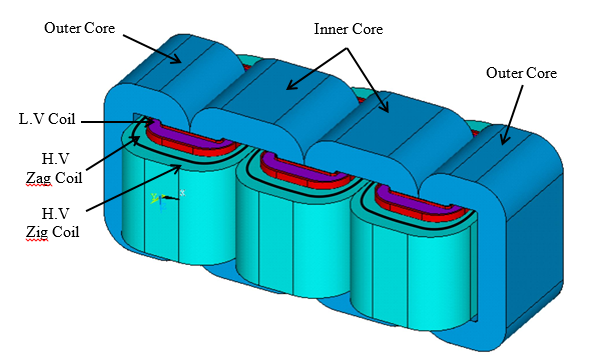 Outer Core
Inner Core
Outer Core
L.V Coil
H.V
Zag Coil
H.V
Zig Coil